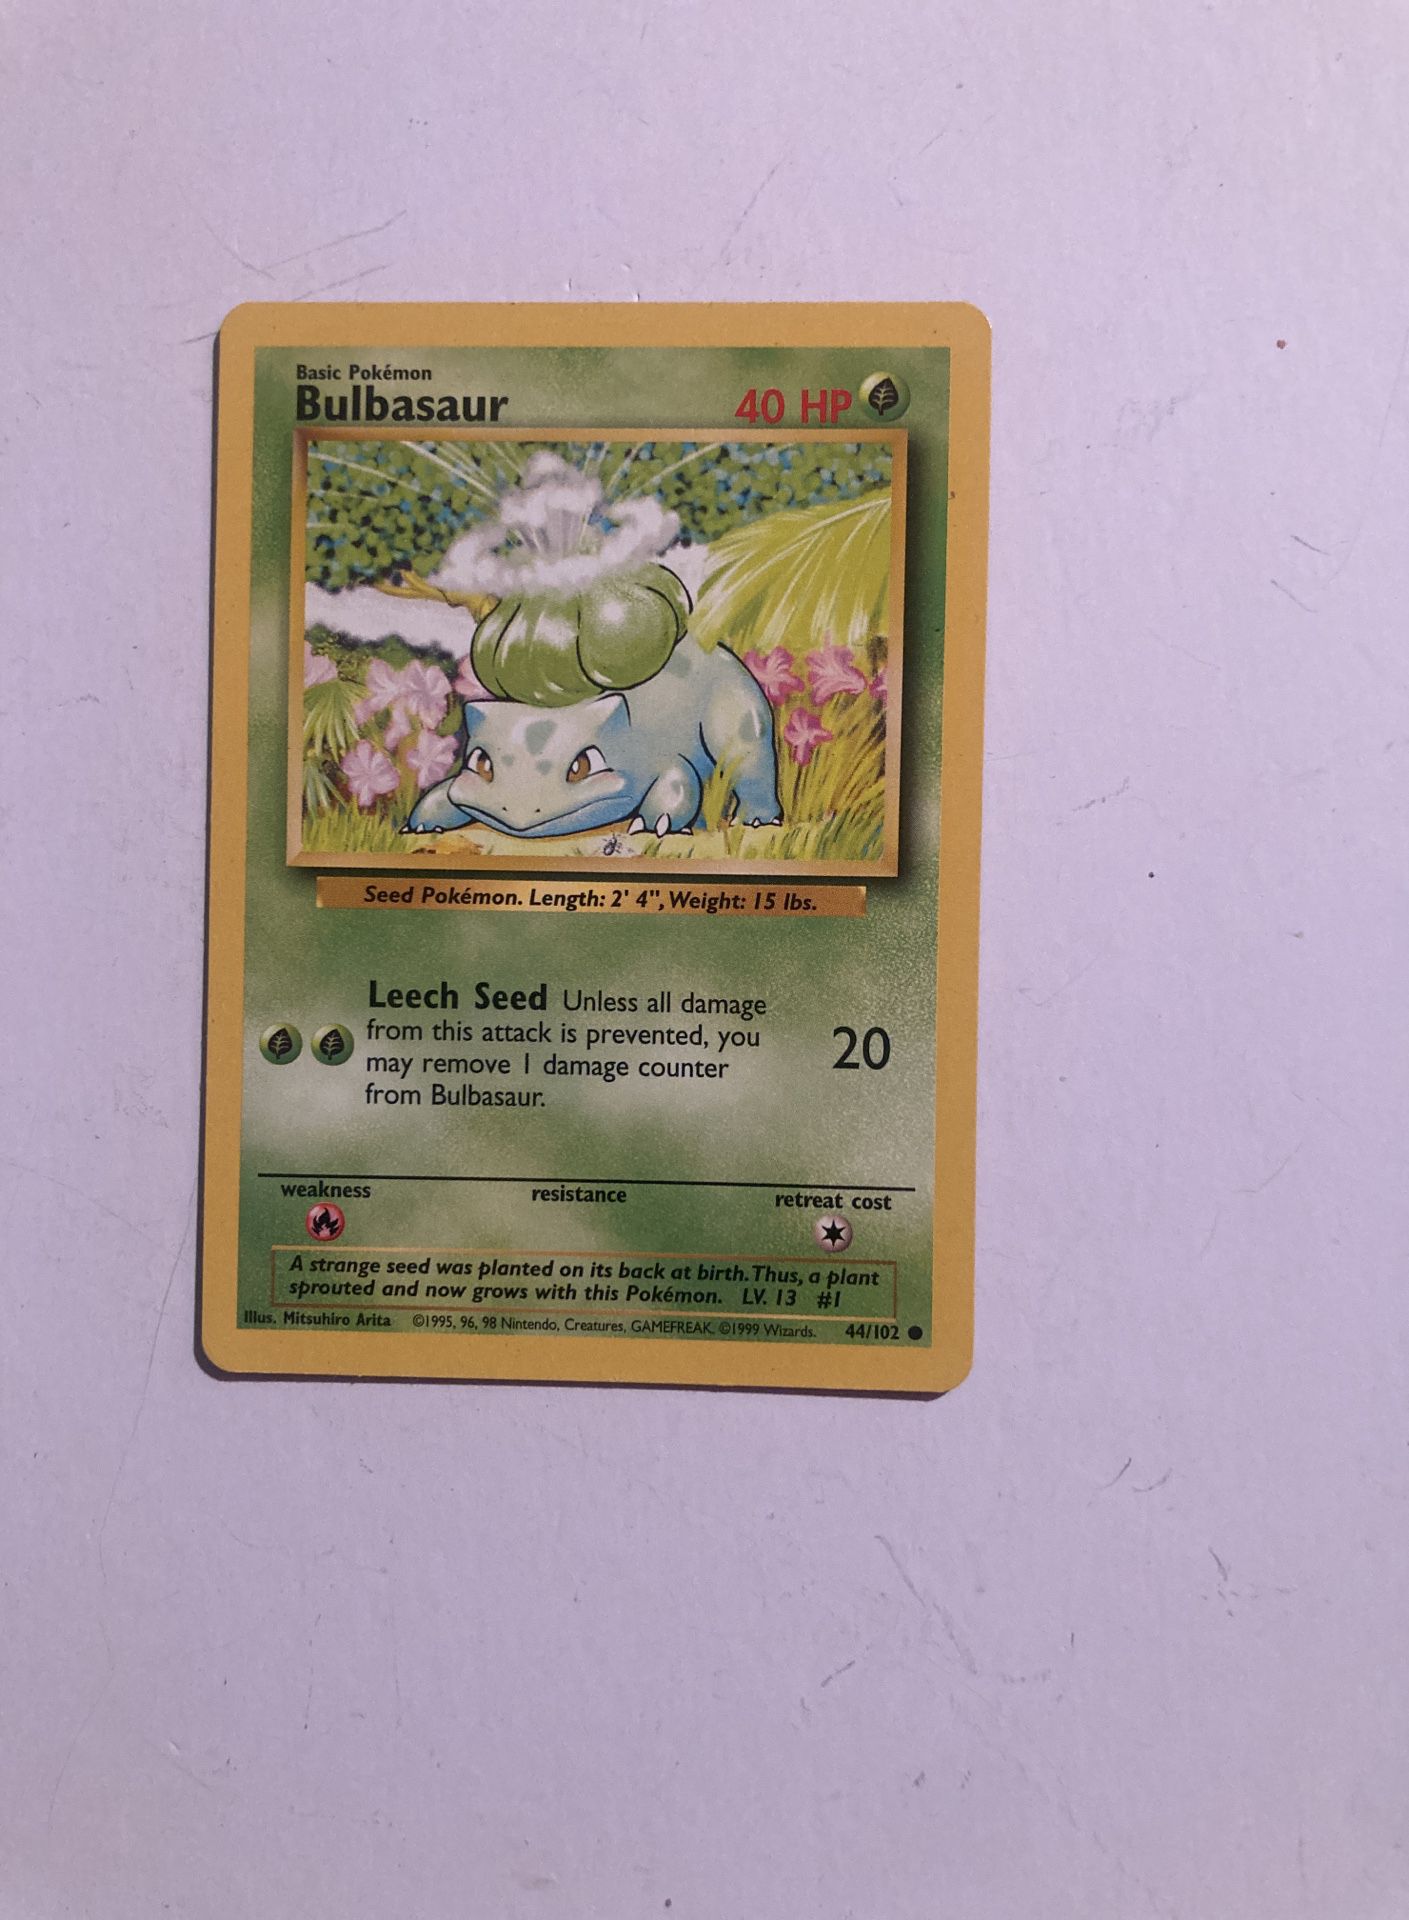 Basic Pokémon
Bulbasaur
40 HP
Seed Pokémon. Length: 2' 4", Weight: 15 lbs.
Leech Seed Unless all damage
from this attack is prevented, you
may remove 1 damage counter
from Bulbasaur.
20
weakness resistance retreat cost
A strange seed was planted on its back at birth. Thus, a plant
sprouted and now grows with this Pokémon. LV. 13 #1
Illus. Mitsuhiro Arita ©1995, 96, 98 Nintendo, Creatures, GAMEFREAK. ©1999 Wizards. 44/102